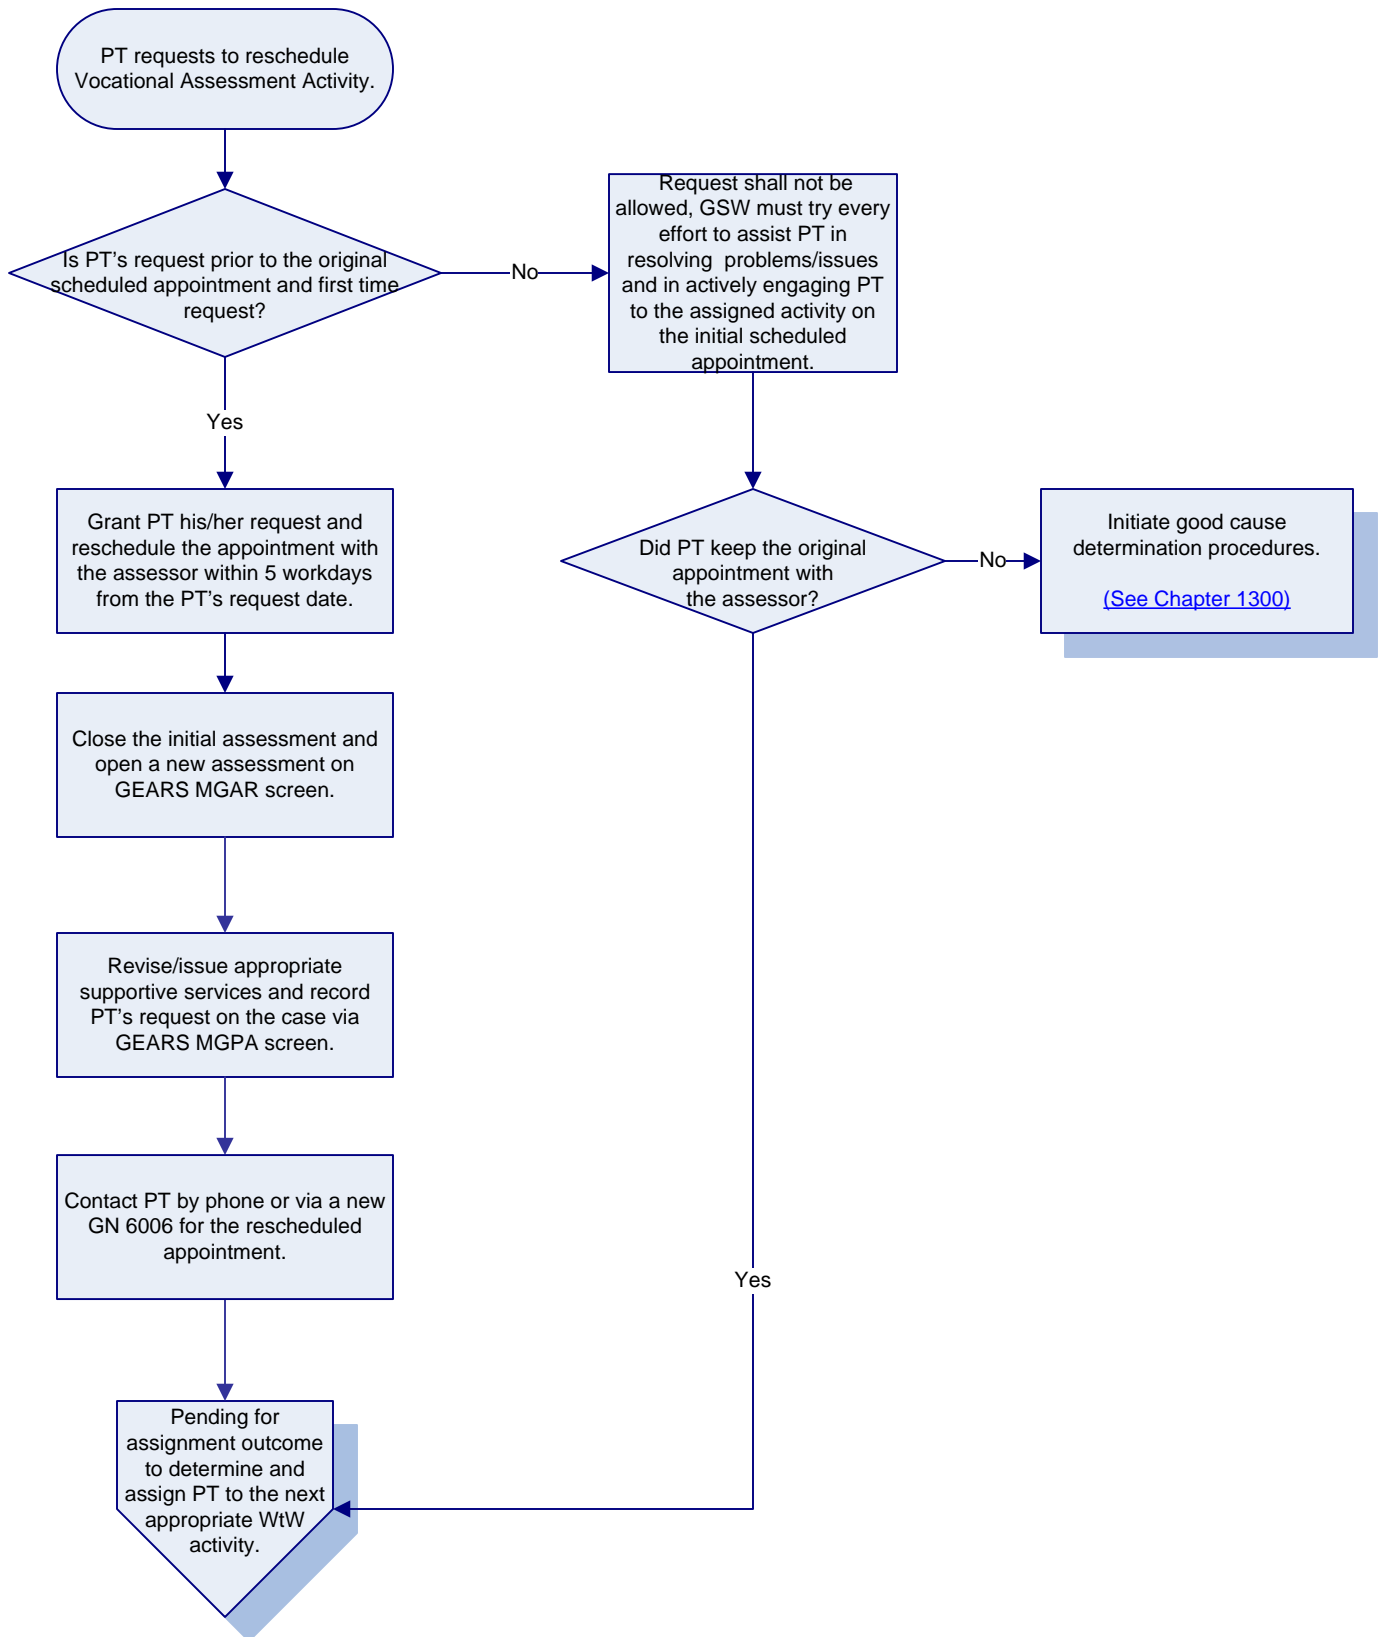 PT requests to reschedule
Vocational Assessment Activity.
Is PT's request prior to the original
scheduled appointment and first time
request?
No
Request shall not be
allowed, GSW must try every
effort to assist PT in
resolving problems/issues
and in actively engaging PT
to the assigned activity on
the initial scheduled
appointment.
Yes
Grant PT his/her request and
reschedule the appointment with
the assessor within 5 workdays
from the PT's request date.
Did PT keep the original
appointment with
the assessor?
No
Initiate good cause
determination procedures.
(See Chapter 1300)
Close the initial assessment and
open a new assessment on
GEARS MGAR screen.
Revise/issue appropriate
supportive services and record
PT's request on the case via
GEARS MGPA screen.
Contact PT by phone or via a new
GN 6006 for the rescheduled
appointment.
Yes
Pending for
assignment outcome
to determine and
assign PT to the next
appropriate WtW
activity.